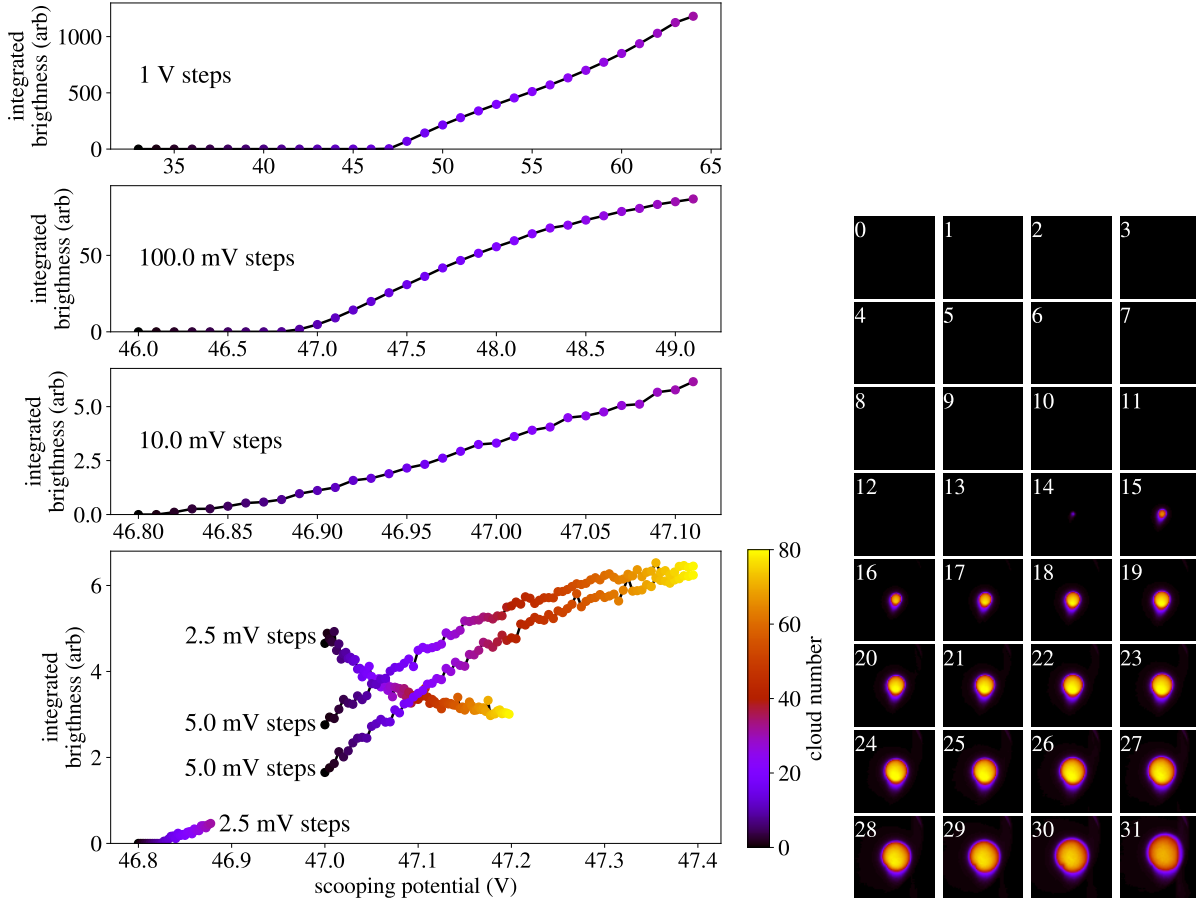 integrated
brigthness (arb)
1000
500
0
1 V steps
35 40 45 50 55 60 65
integrated
brigthness (arb)
50
0
100.0 mV steps
46.0 46.5 47.0 47.5 48.0 48.5 49.0
integrated
brigthness (arb)
5.0
2.5
0.0
10.0 mV steps
46.80 46.85 46.90 46.95 47.00 47.05 47.10
integrated
brigthness (arb)
6
4
2
0
2.5 mV steps
5.0 mV steps
5.0 mV steps
2.5 mV steps
46.8 46.9 47.0 47.1 47.2 47.3 47.4
scooping potential (V)
80
60
40
20
0
cloud number
0 1 2 3
4 5 6 7
8 9 10 11
12 13 14 15
16 17 18 19
20 21 22 23
24 25 26 27
28 29 30 31